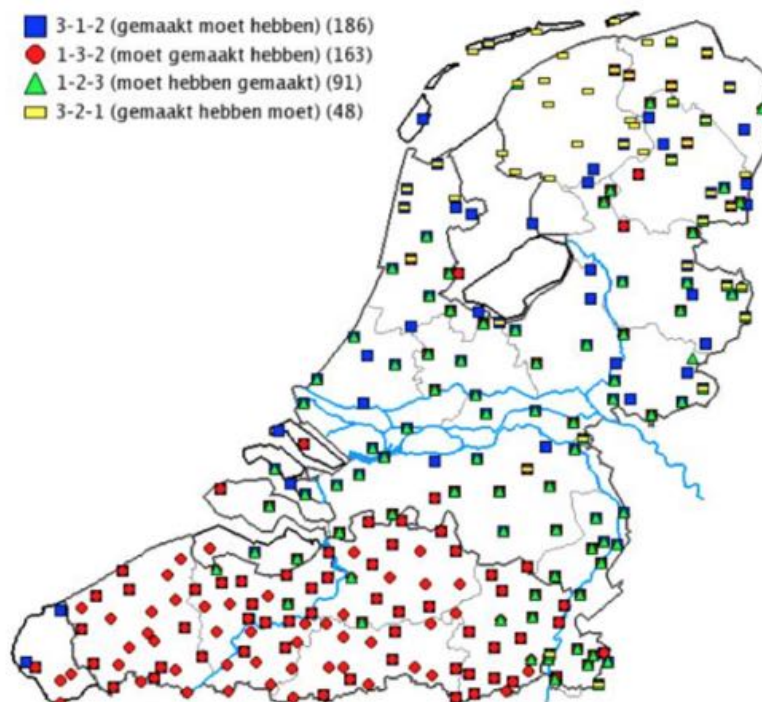 3-1-2 (gemaakt moet hebben) (186)
1-3-2 (moet gemaakt hebben) (163)
1-2-3 (moet hebben gemaakt) (91)
3-2-1 (gemaakt hebben moet) (48)